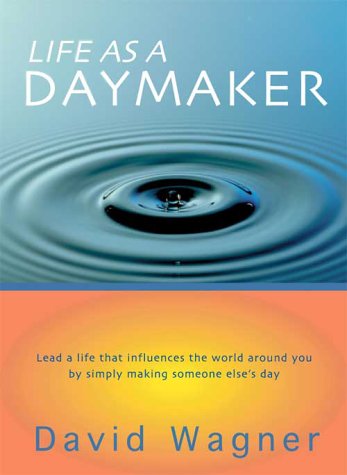 LIFE AS A
DAYMAKER
Lead a life that influences the world around you
by simply making someone else's day
David Wagner